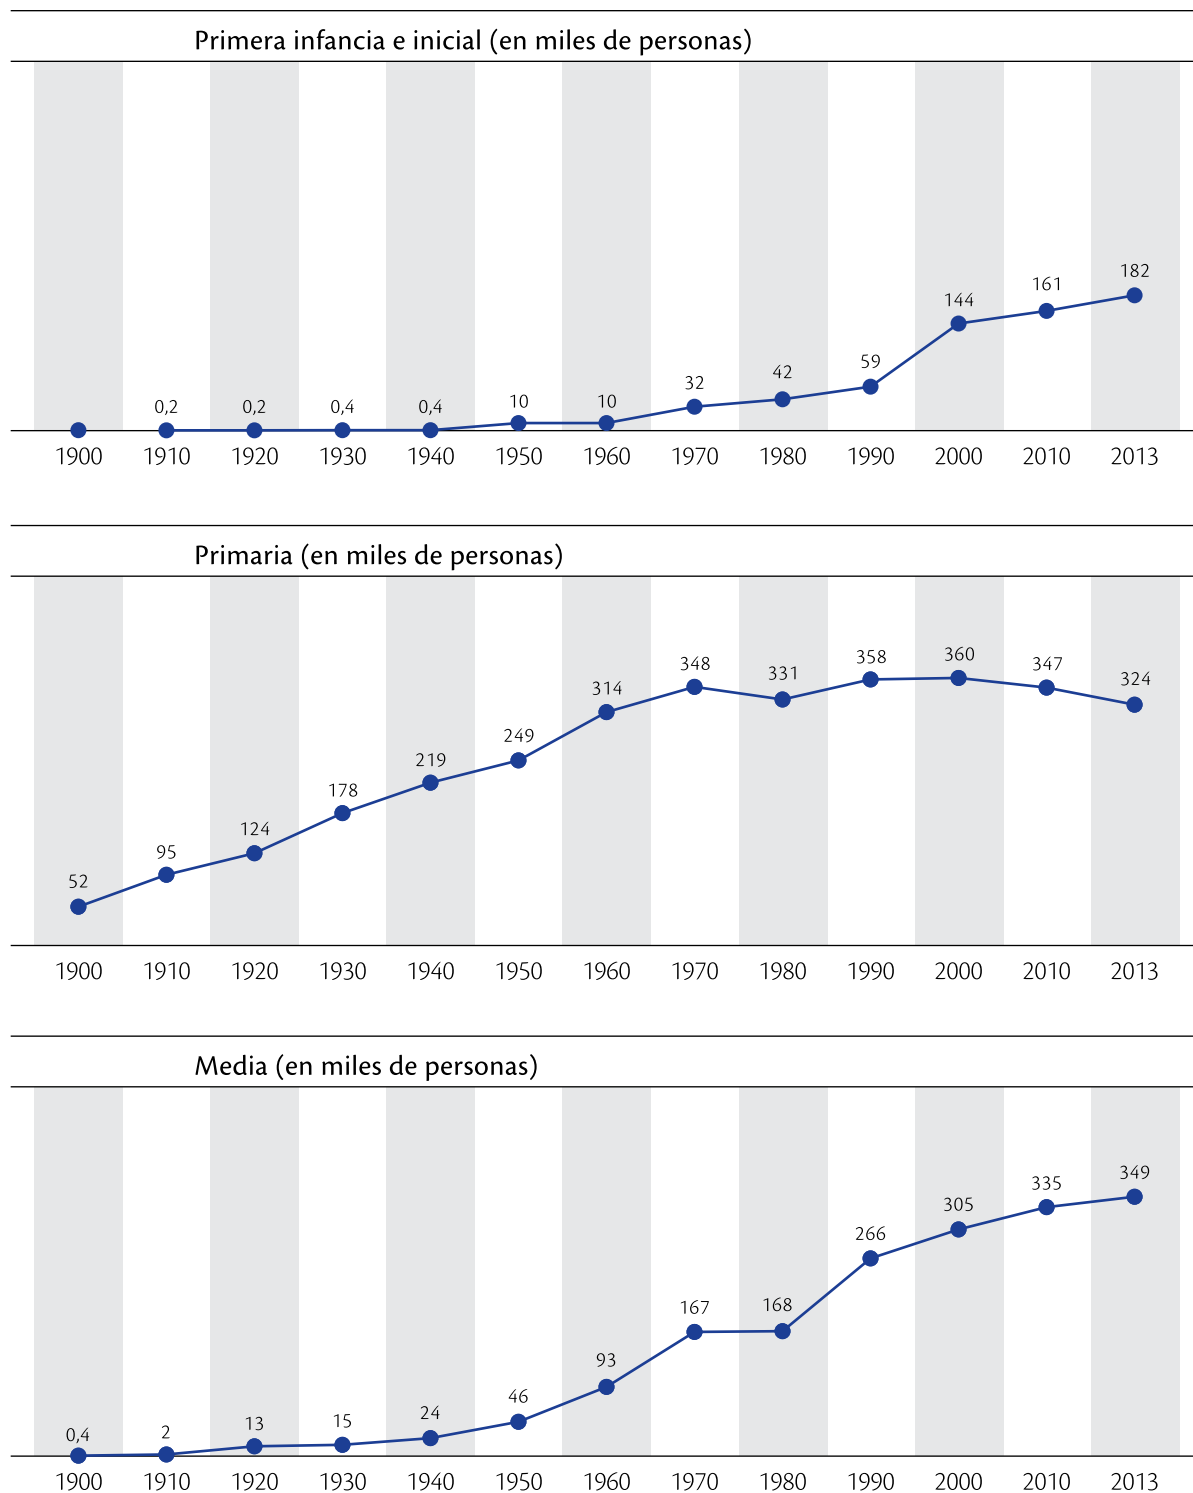 Primera infancia e inicial (en miles de personas)
0,2 0,2 0,4 0,4 10 10 32 42 59 144 161 182
1900 1910 1920 1930 1940 1950 1960 1970 1980 1990 2000 2010 2013
Primaria (en miles de personas)
52 95 124 178 219 249 314 348 331 358 360 347 324
1900 1910 1920 1930 1940 1950 1960 1970 1980 1990 2000 2010 2013
Media (en miles de personas)
0,4 2 13 15 24 46 93 167 168 266 305 335 349
1900 1910 1920 1930 1940 1950 1960 1970 1980 1990 2000 2010 2013